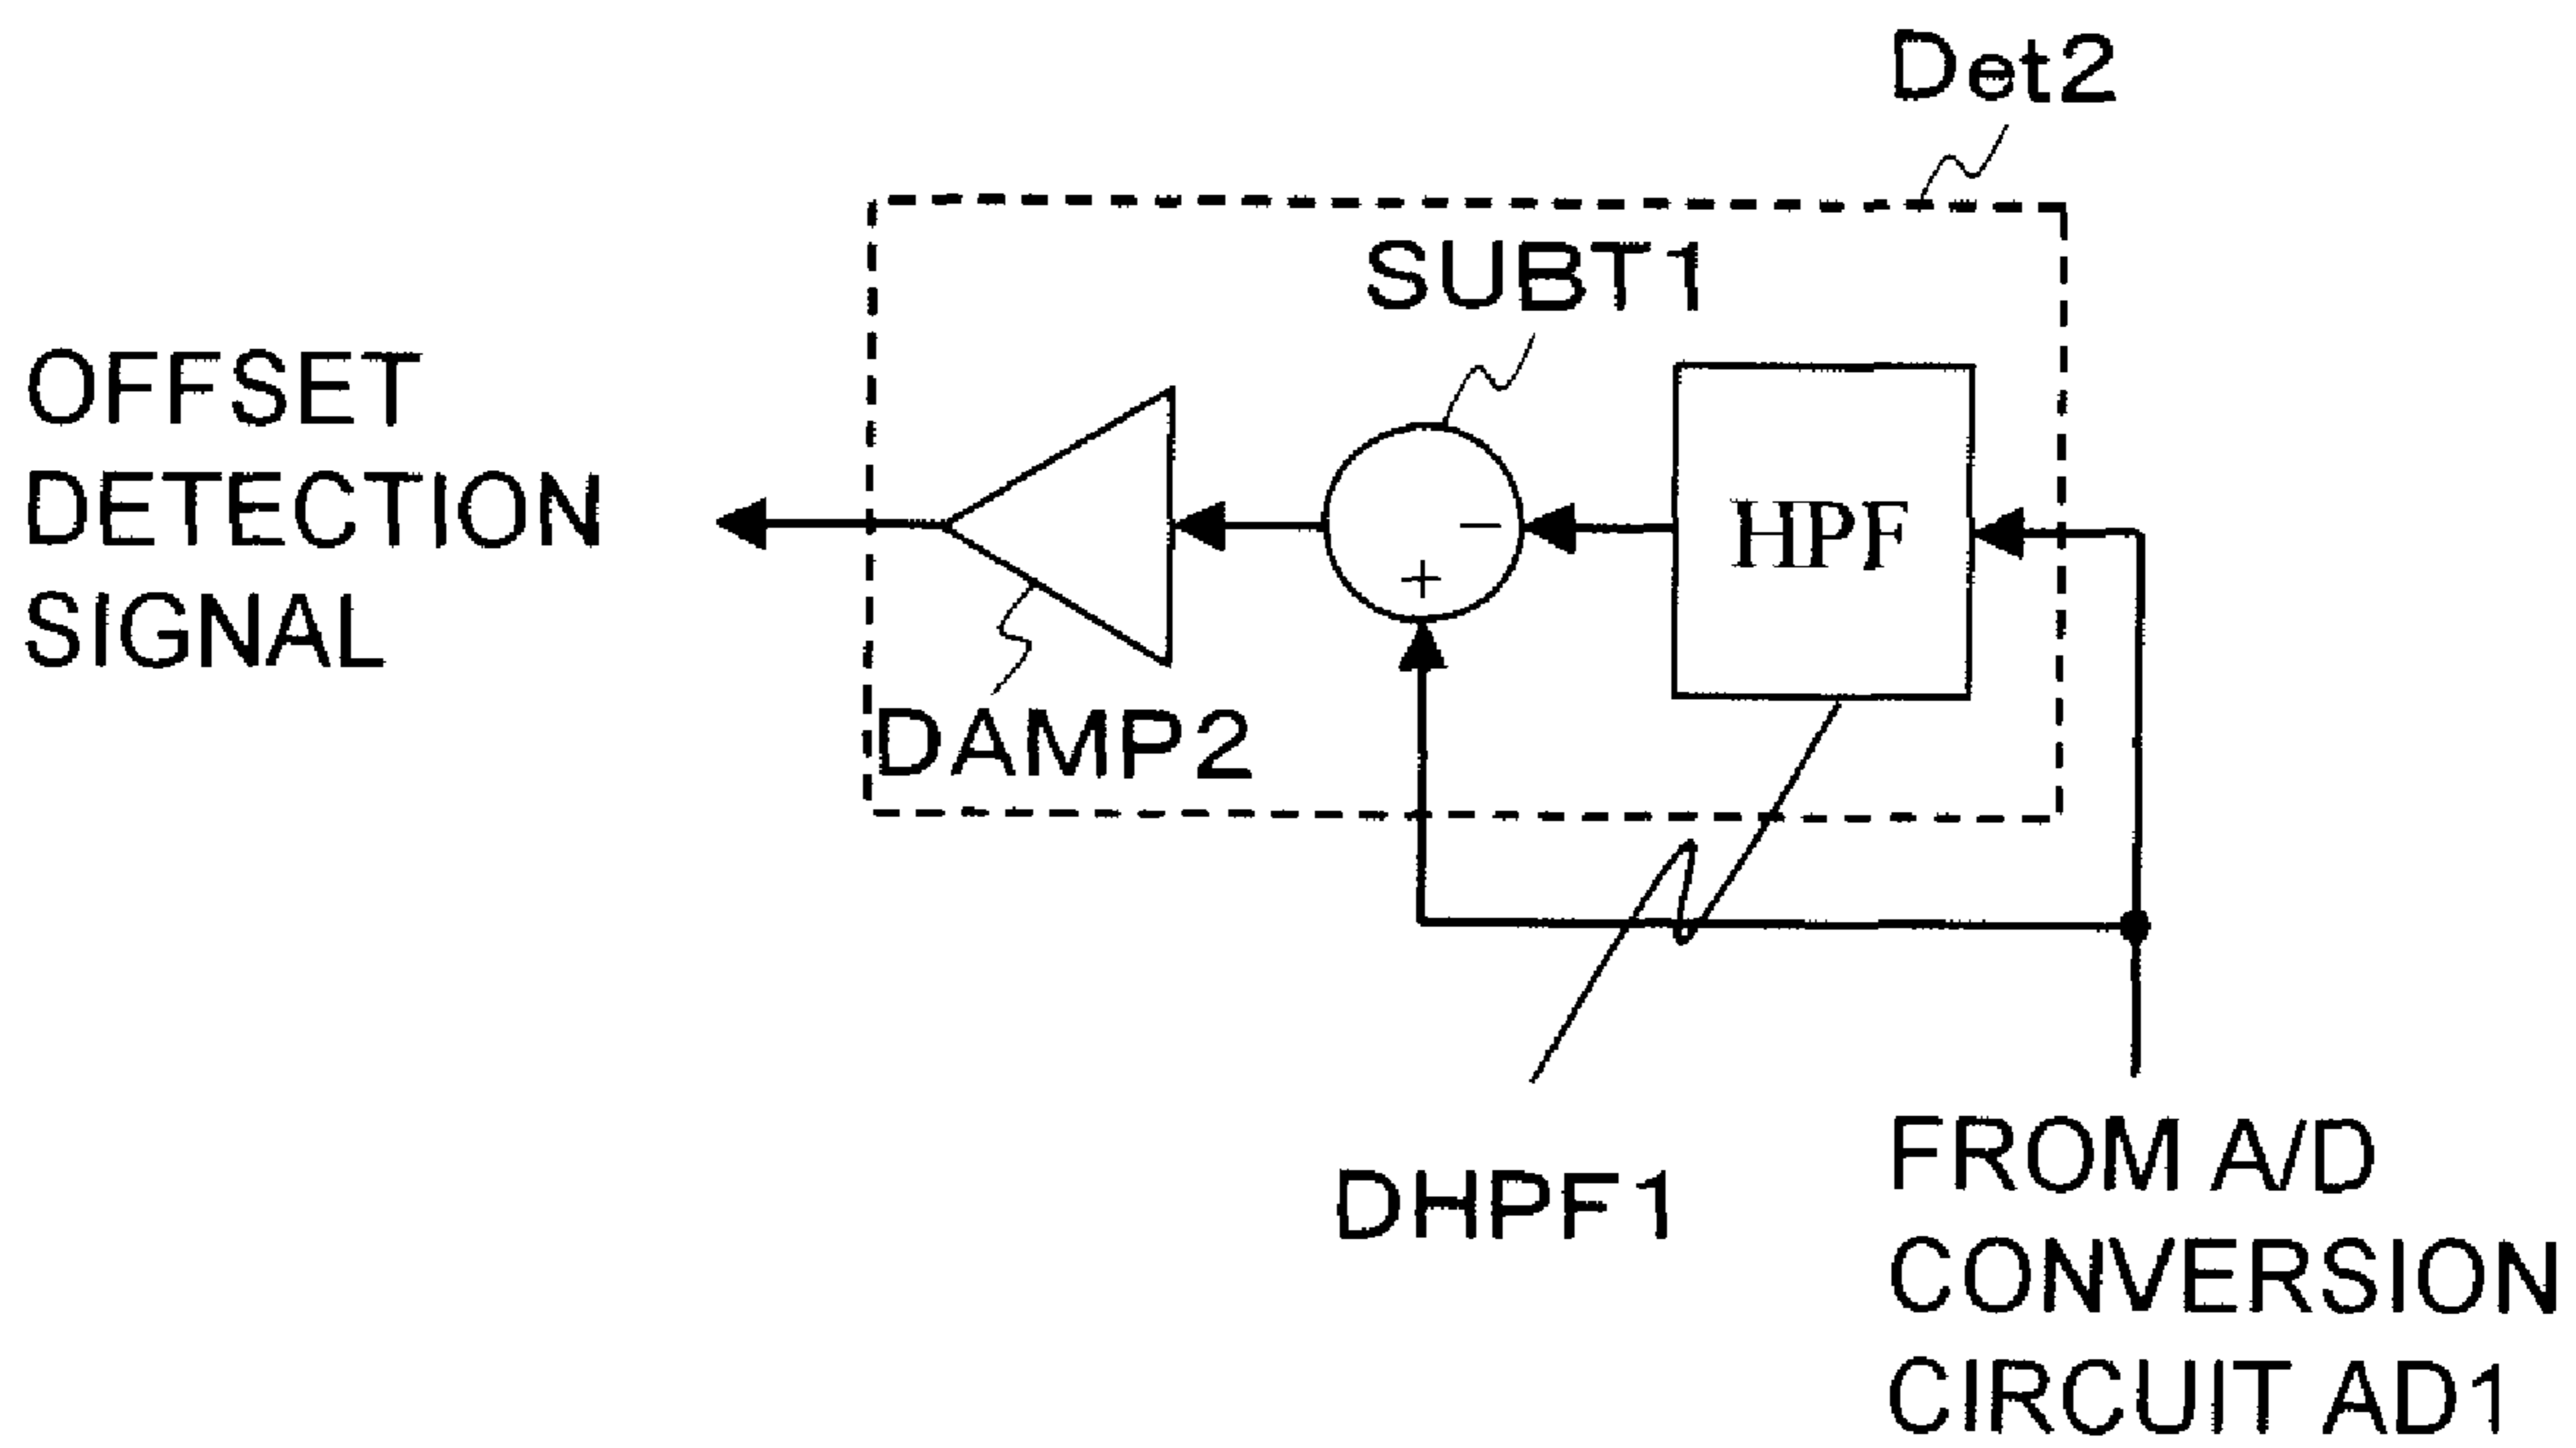 Det2
SUBT1
OFFSET
DETECTION
SIGNAL
HPF
−
+
DAMP2
DHPF1
FROM A/D
CONVERSION
CIRCUIT AD1